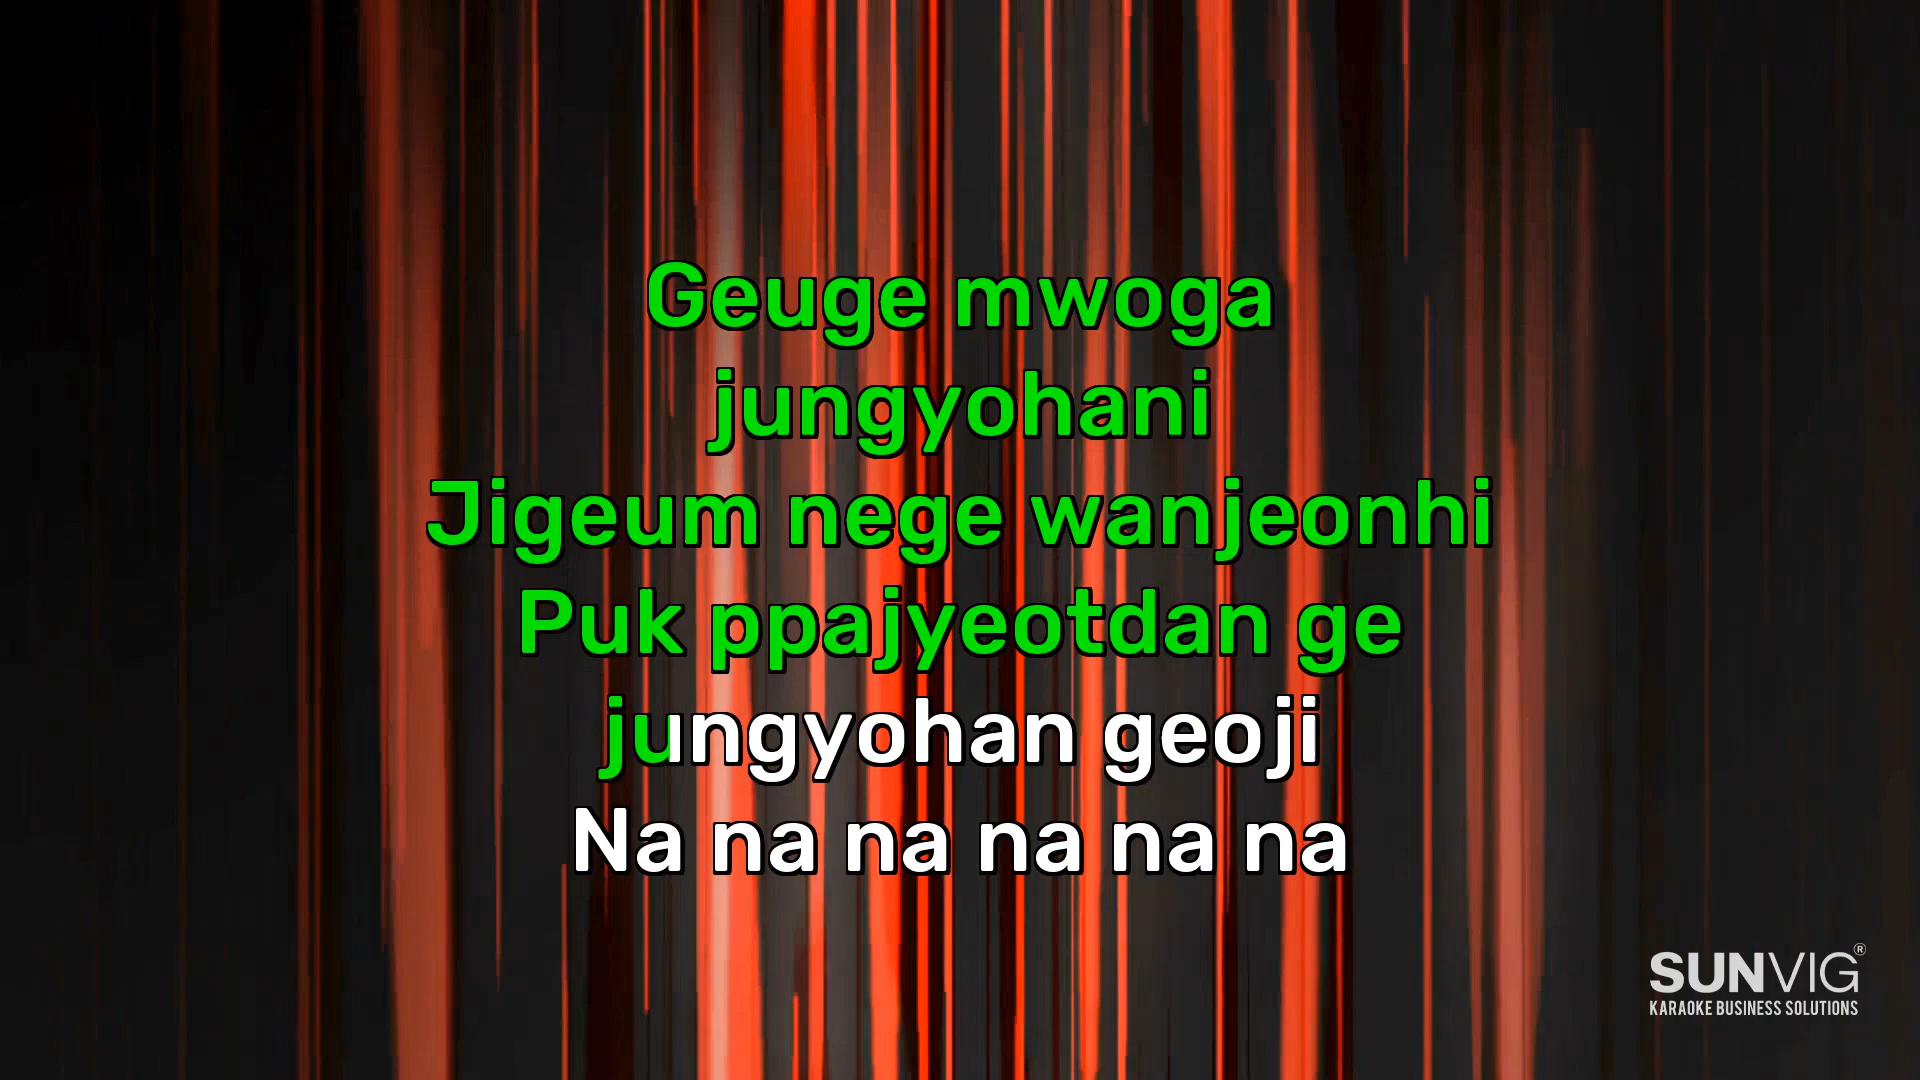 Geuge mwoga
jungyohani
Jigeum nege wanjeonhi
Puk ppajyeotdan ge
jungyohan geoji
Na na na na na na
SUNVIG®
KARAOKE BUSINESS SOLUTIONS